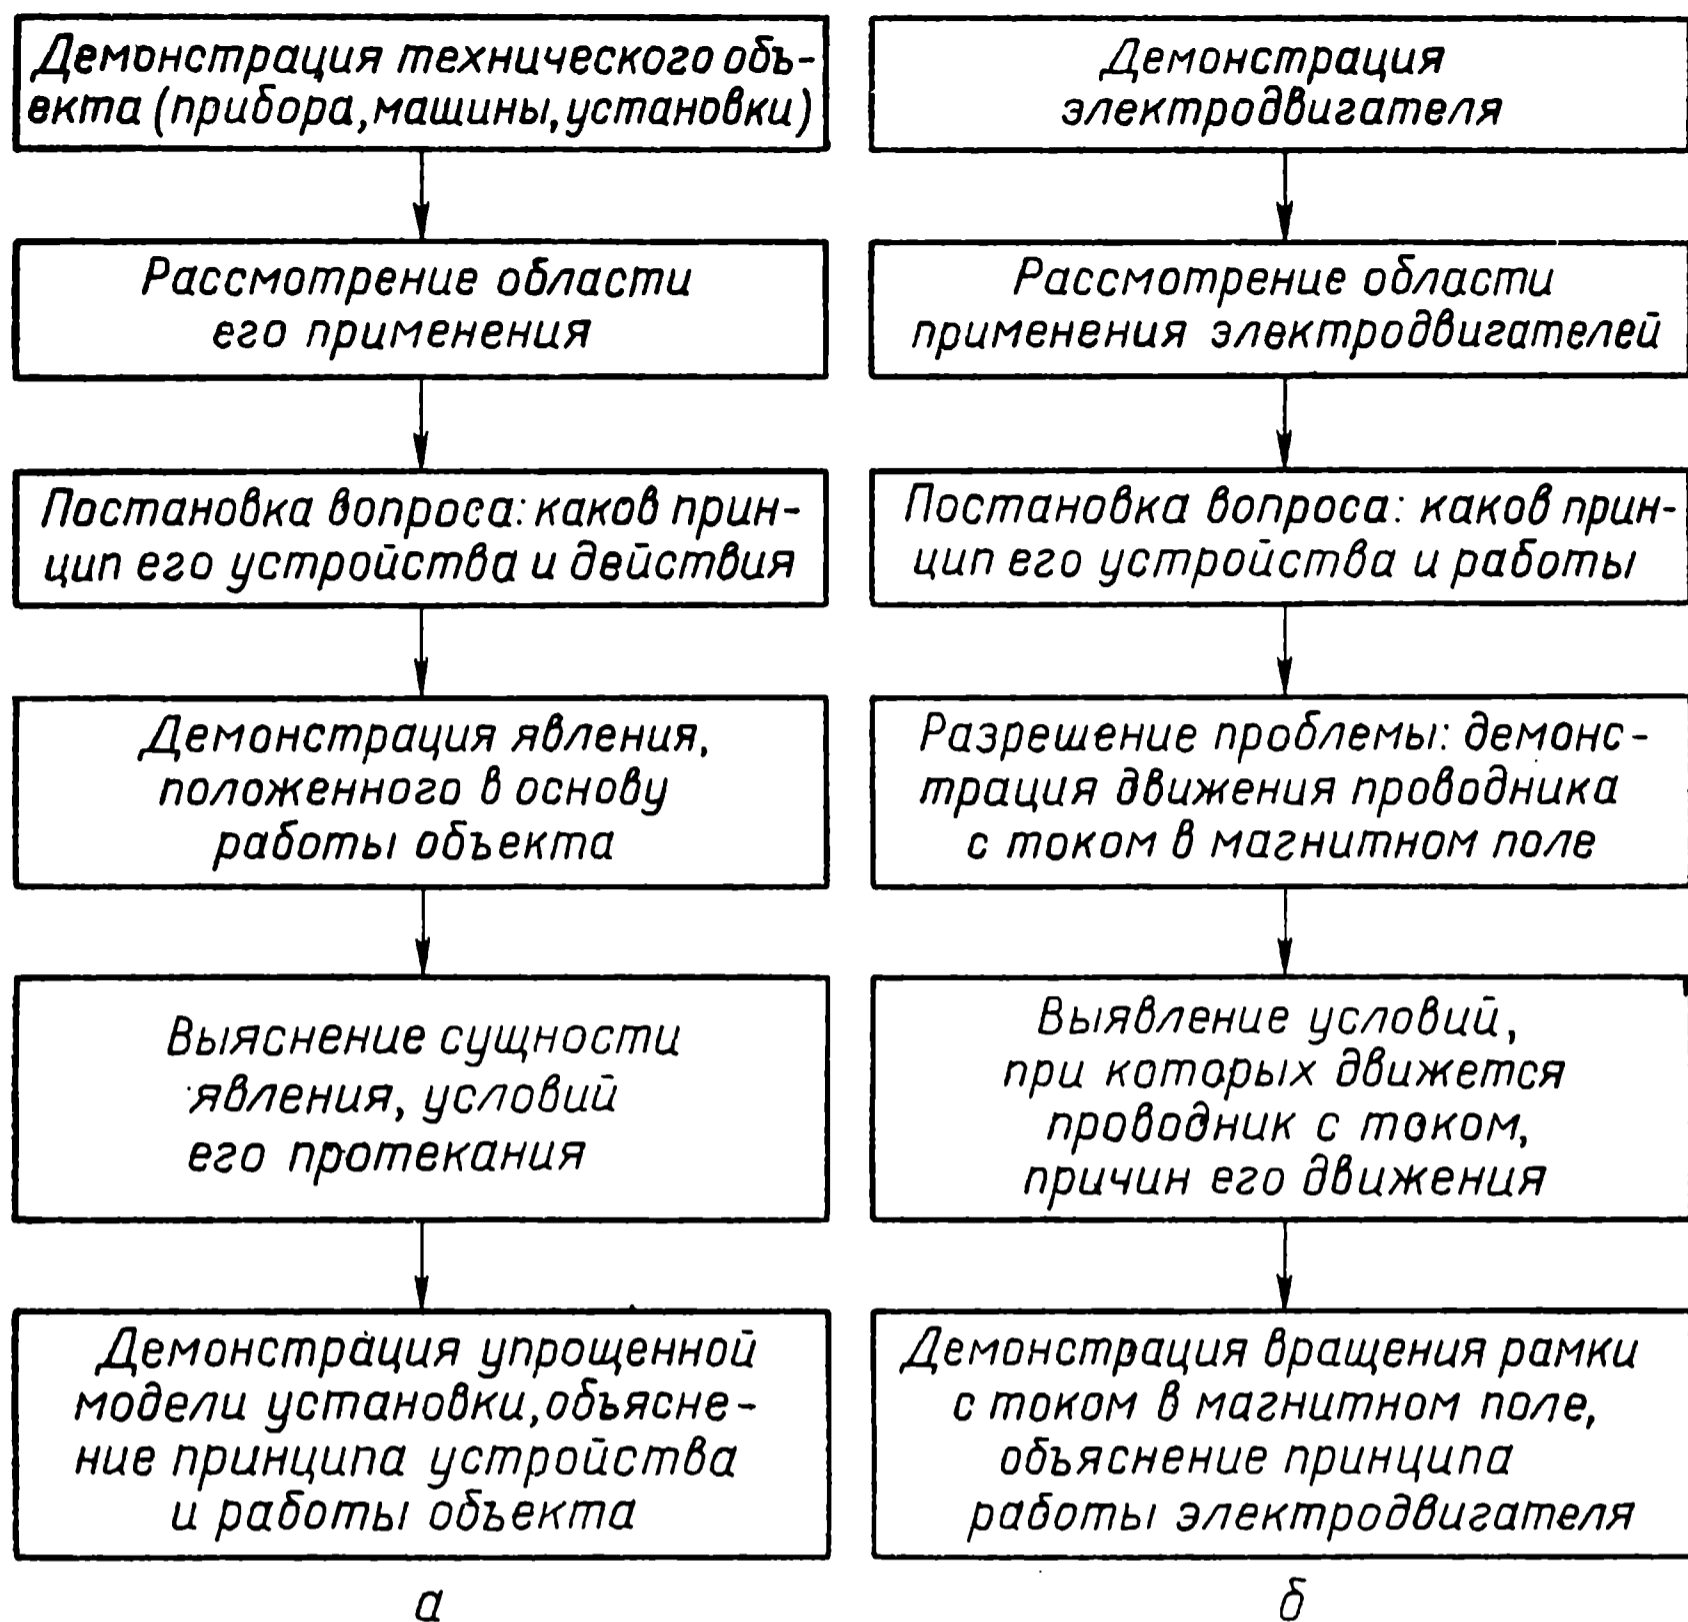 Демонстрация технического объ-
екта (прибора, машины, установки)
Рассмотрение области
его применения
Постановка вопроса: каков прин-
цип его устройства и действия
Демонстрация явления,
положенного в основу
работы объекта
Выяснение сущности
явления, условий
его протекания
Демонстрация упрощенной
модели установки, объясне-
ние принципа устройства
и работы объекта
а
Демонстрация
электродвигателя
Рассмотрение области
применения электродвигателей
Постановка вопроса: каков прин-
цип его устройства и работы
Разрешение проблемы: демонс-
трация движения проводника
с током в магнитном поле
Выявление условий,
при которых движется
проводник с током,
причин его движения
Демонстрация вращения рамки
с током в магнитном поле,
объяснение принципа
работы электродвигателя
б